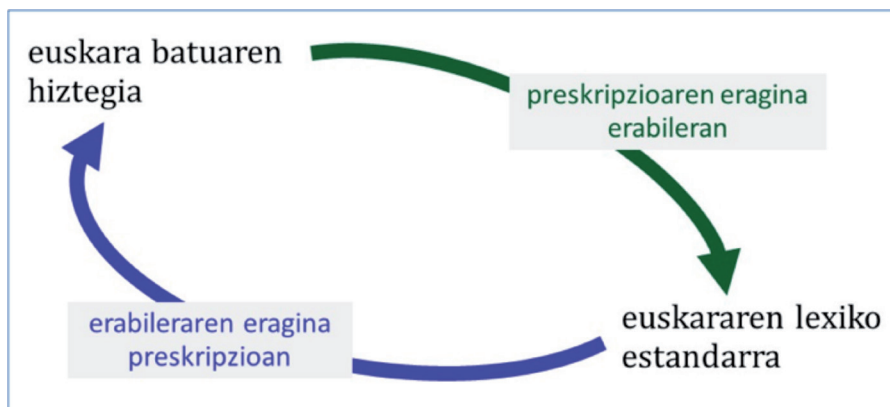 euskara batuaren
hiztegia
preskripzioaren eragina
erabileran
erabileraren eragina
preskripzioan
euskararen lexiko
estandarra